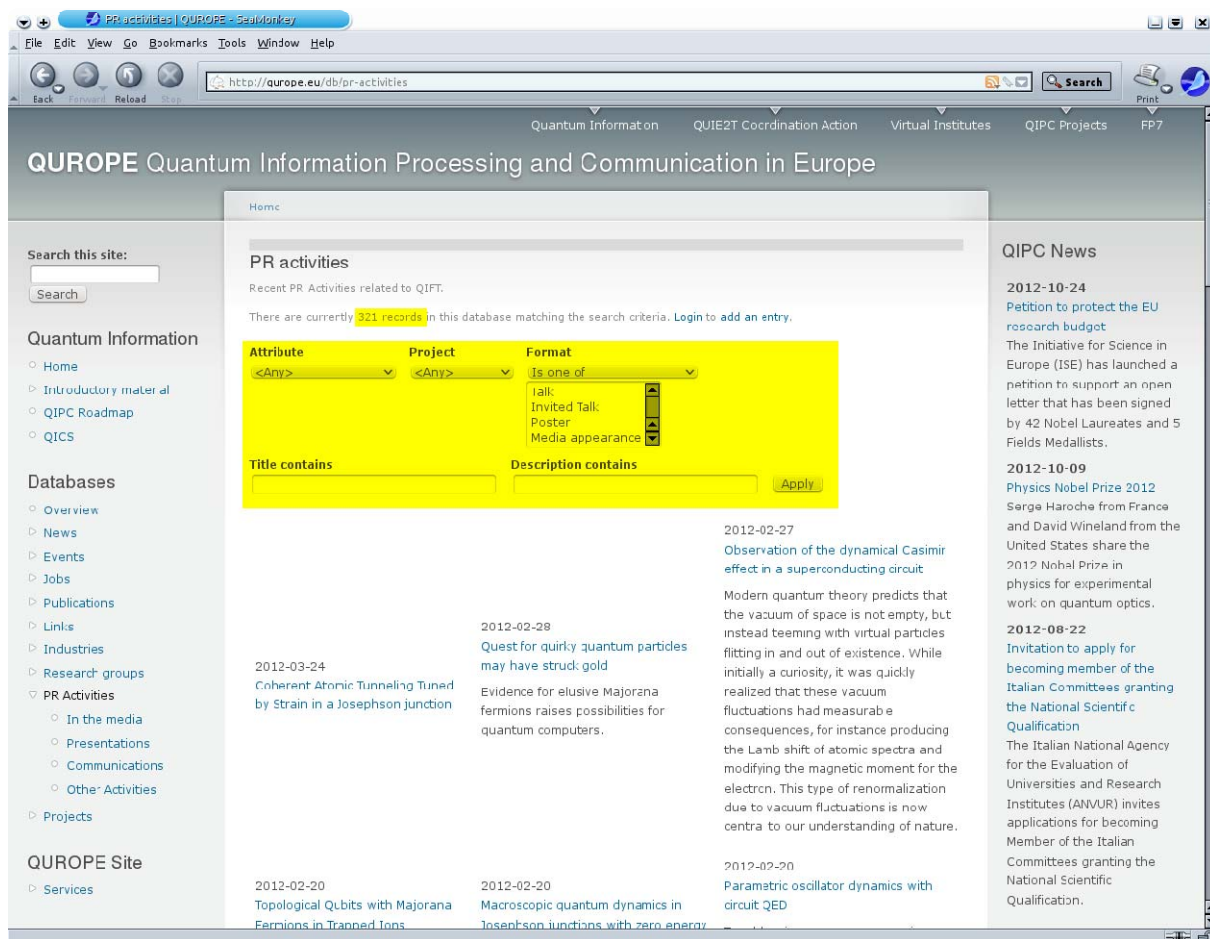 PR activities | QUROPE - SeaMonkey
File Edit View Go Bookmarks Tools Window Help
Back Forward Reload Stop
http://qurope.eu/db/pr-activities
Search
Print
Quantum Information QUIE2T Coordination Action Virtual Institutes QIPC Projects FP7
QUROPE Quantum Information Processing and Communication in Europe
Home
Search this site:
Search
Quantum Information
Home
Introductory material
QIPC Roadmap
QICS
Databases
Overview
News
Events
Jobs
Publications
Links
Industries
Research groups
PR Activities
In the media
Presentations
Communications
Other Activities
Projects
QUROPE Site
Services
PR activities
Recent PR Activities related to QIFT.
There are currently 321 records in this database matching the search criteria. Login to add an entry.
Attribute Project Format
<Any> <Any> Is one of
Talk
Invited Talk
Poster
Media appearance
Title contains Description contains
Apply
2012-03-24
Coherent Atomic Tunneling Tuned
by Strain in a Josephson junction
2012-02-28
Quest for quirky quantum particles
may have struck gold
Evidence for elusive Majorana
fermions raises possibilities for
quantum computers.
2012-02-27
Observation of the dynamical Casimir
effect in a superconducting circuit
Modern quantum theory predicts that
the vacuum of space is not empty, but
instead teeming with virtual particles
flitting in and out of existence. While
initially a curiosity, it was quickly
realized that these vacuum
fluctuations had measurable
consequences, for instance producing
the Lamb shift of atomic spectra and
modifying the magnetic moment for the
electron. This type of renormalization
due to vacuum fluctuations is now
central to our understanding of nature.
2012-02-20
Topological Qubits with Majorana
Fermions in Trapped Ions
2012-02-20
Macroscopic quantum dynamics in
Josephson junctions with zero energy
2012-02-20
Parametric oscillator dynamics with
circuit QED
QIPC News
2012-10-24
Petition to protect the EU
research budget
The Initiative for Science in
Europe (ISE) has launched a
petition to support an open
letter that has been signed
by 42 Nobel Laureates and 5
Fields Medallists.
2012-10-09
Physics Nobel Prize 2012
Serge Haroche from France
and David Wineland from the
United States share the
2012 Nobel Prize in
physics for experimental
work on quantum optics.
2012-08-22
Invitation to apply for
becoming member of the
Italian Committees granting
the National Scientific
Qualification
The Italian National Agency
for the Evaluation of
Universities and Research
Institutes (ANVUR) invites
applications for becoming
Member of the Italian
Committees granting the
National Scientific
Qualification.